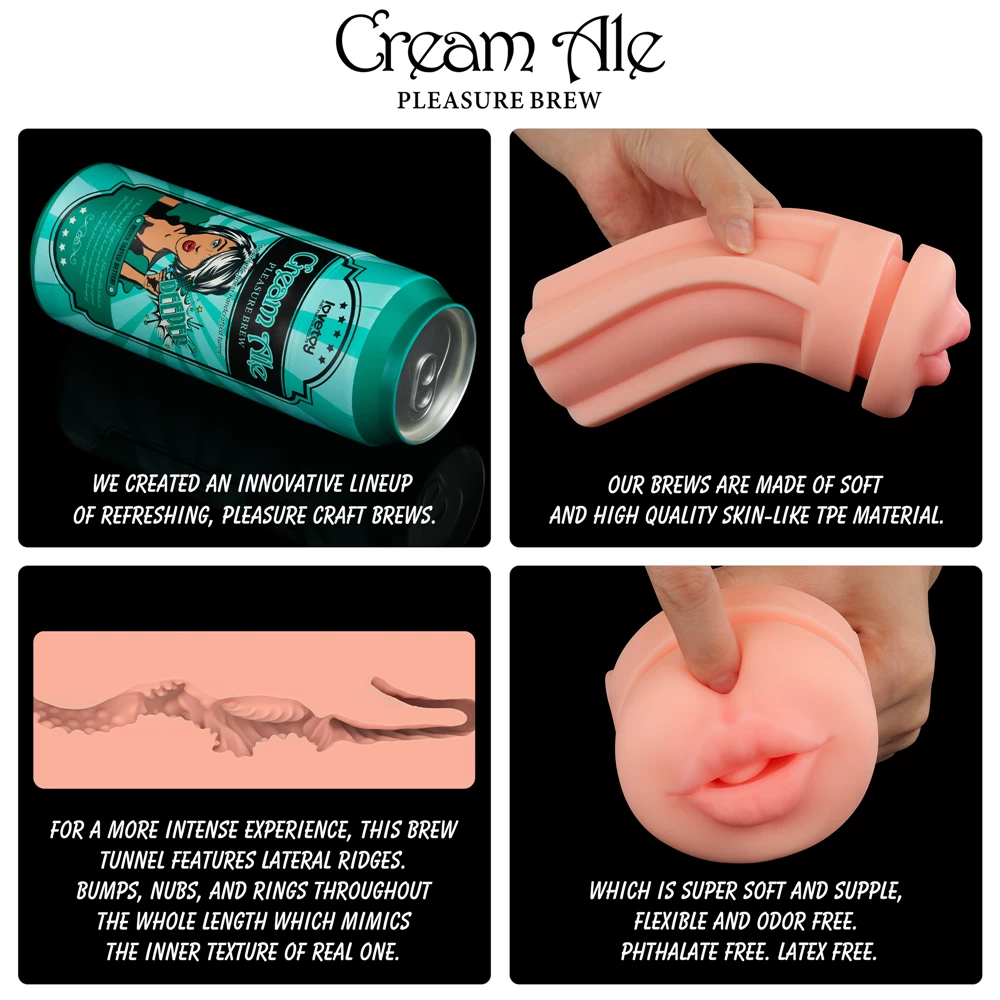 Cream Ale
PLEASURE BREW
lovetoy
Cream Ale
PLEASURE BREW
WE CREATED AN INNOVATIVE LINEUP
OF REFRESHING, PLEASURE CRAFT BREWS.
OUR BREWS ARE MADE OF SOFT
AND HIGH QUALITY SKIN-LIKE TPE MATERIAL.
FOR A MORE INTENSE EXPERIENCE, THIS BREW
TUNNEL FEATURES LATERAL RIDGES.
BUMPS, NUBS, AND RINGS THROUGHOUT
THE WHOLE LENGTH WHICH MIMICS
THE INNER TEXTURE OF REAL ONE.
WHICH IS SUPER SOFT AND SUPPLE,
FLEXIBLE AND ODOR FREE.
PHTHALATE FREE. LATEX FREE.